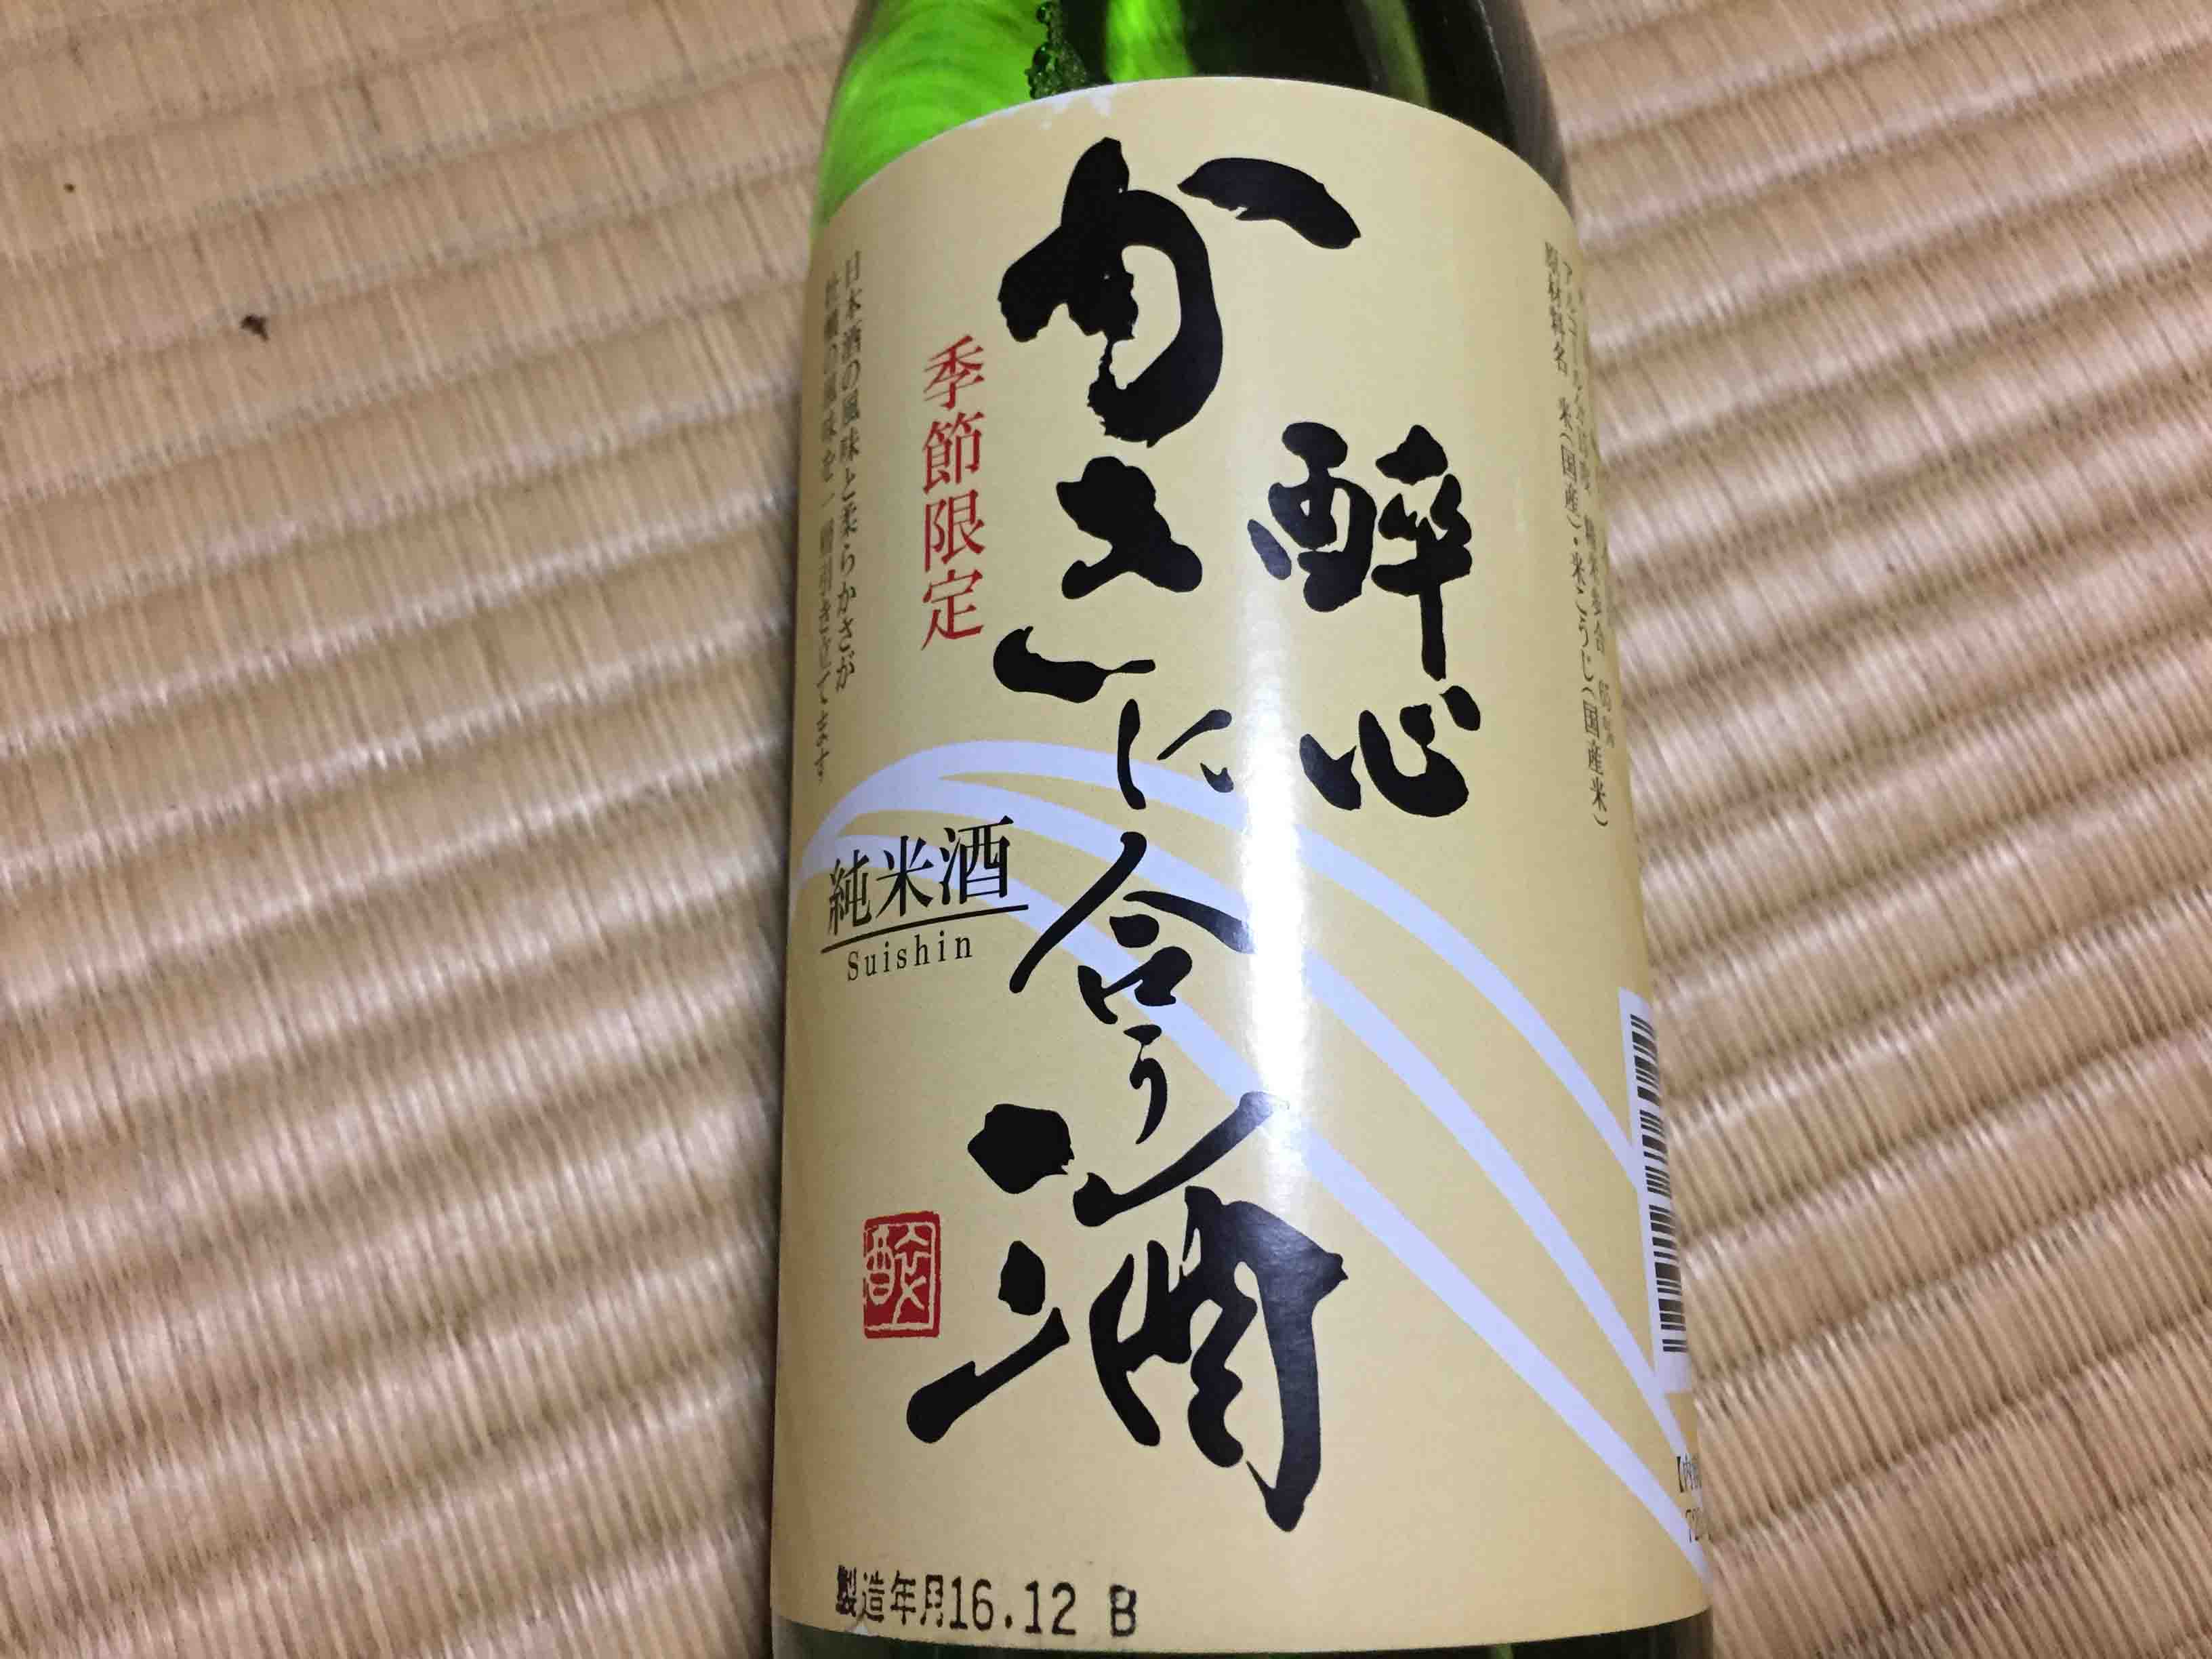 原材料名 米(国産)・米こうじ(国産米)
醉心
かきに合う酒
季節限定
日本酒の風味と柔らかさが
牡蠣の風味を一層引き立てます
純米酒
Suishin
製造年月16.12 B